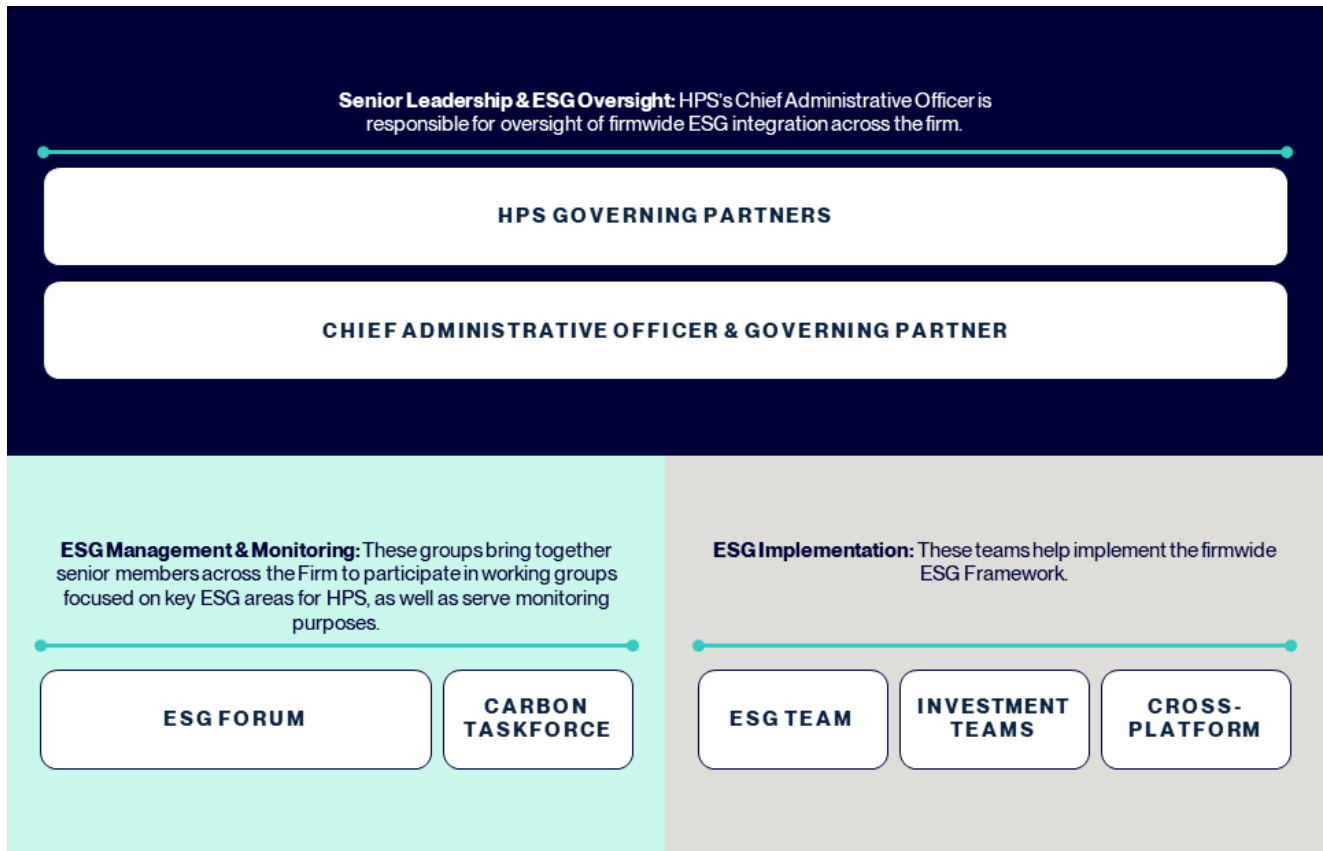 Senior Leadership & ESG Oversight: HPS's Chief Administrative Officer is
responsible for oversight of firmwide ESG integration across the firm.
HPS GOVERNING PARTNERS
CHIEF ADMINISTRATIVE OFFICER & GOVERNING PARTNER
ESG Management & Monitoring: These groups bring together
senior members across the Firm to participate in working groups
focused on key ESG areas for HPS, as well as serve monitoring
purposes.
ESG FORUM
CARBON
TASKFORCE
ESG Implementation: These teams help implement the firmwide
ESG Framework.
ESG TEAM
INVESTMENT
TEAMS
CROSS-
PLATFORM